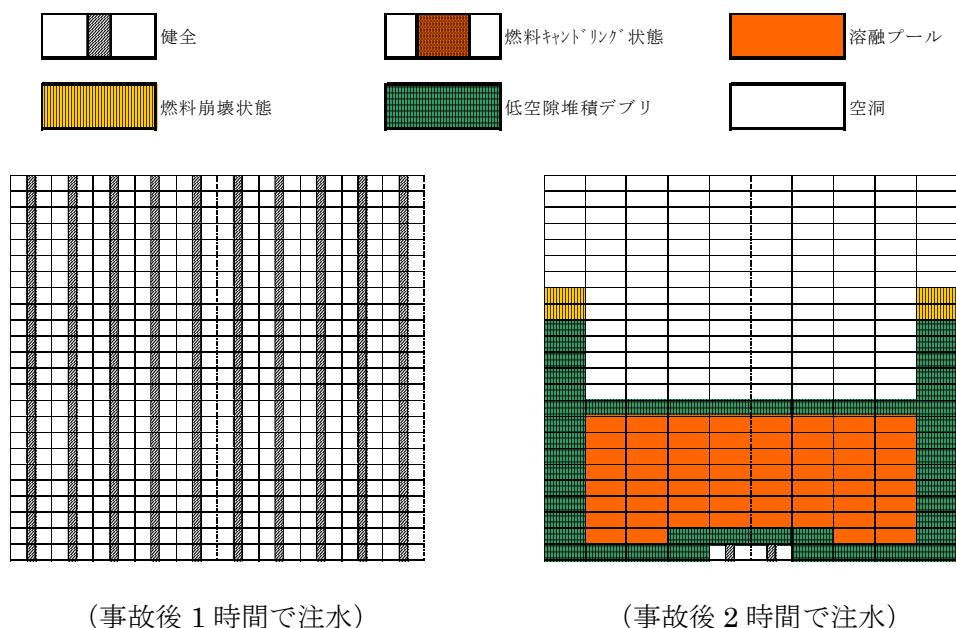 健全
燃料ｷｬﾝﾄﾞﾘﾝｸﾞ状態
溶融プール
燃料崩壊状態
低空隙堆積デブリ
空洞
（事故後 1 時間で注水）
（事故後 2 時間で注水）